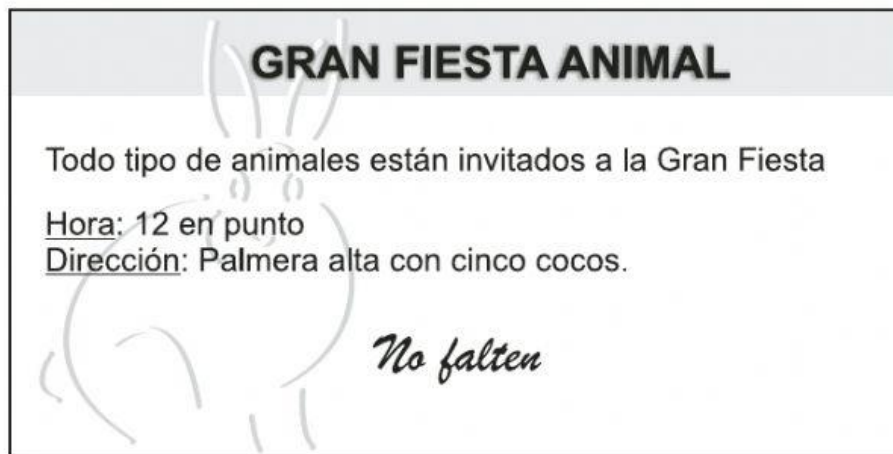 GRAN FIESTA ANIMAL
Todo tipo de animales están invitados a la Gran Fiesta
Hora: 12 en punto
Dirección: Palmera alta con cinco cocos.
No falten